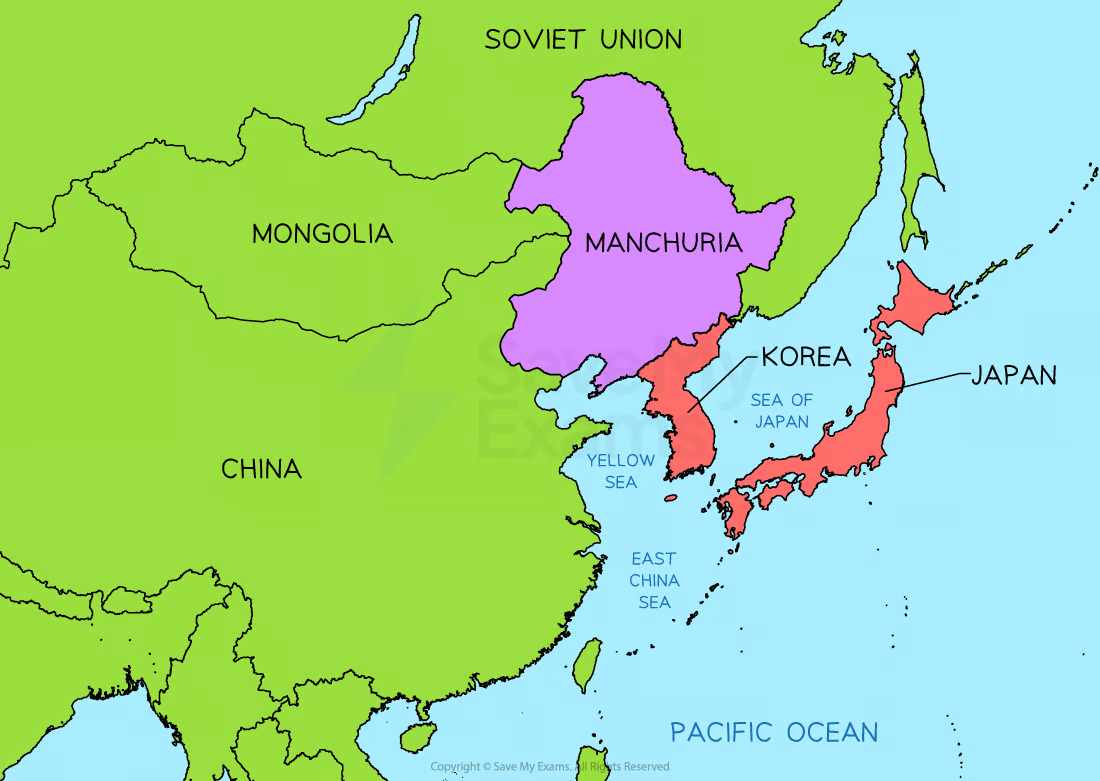 SOVIET UNION
MONGOLIA
MANCHURIA
KOREA
JAPAN
SEA OF
JAPAN
CHINA
YELLOW
SEA
EAST
CHINA
SEA
PACIFIC OCEAN
Save My
Exams
Copyright © Save My Exams. All Rights Reserved